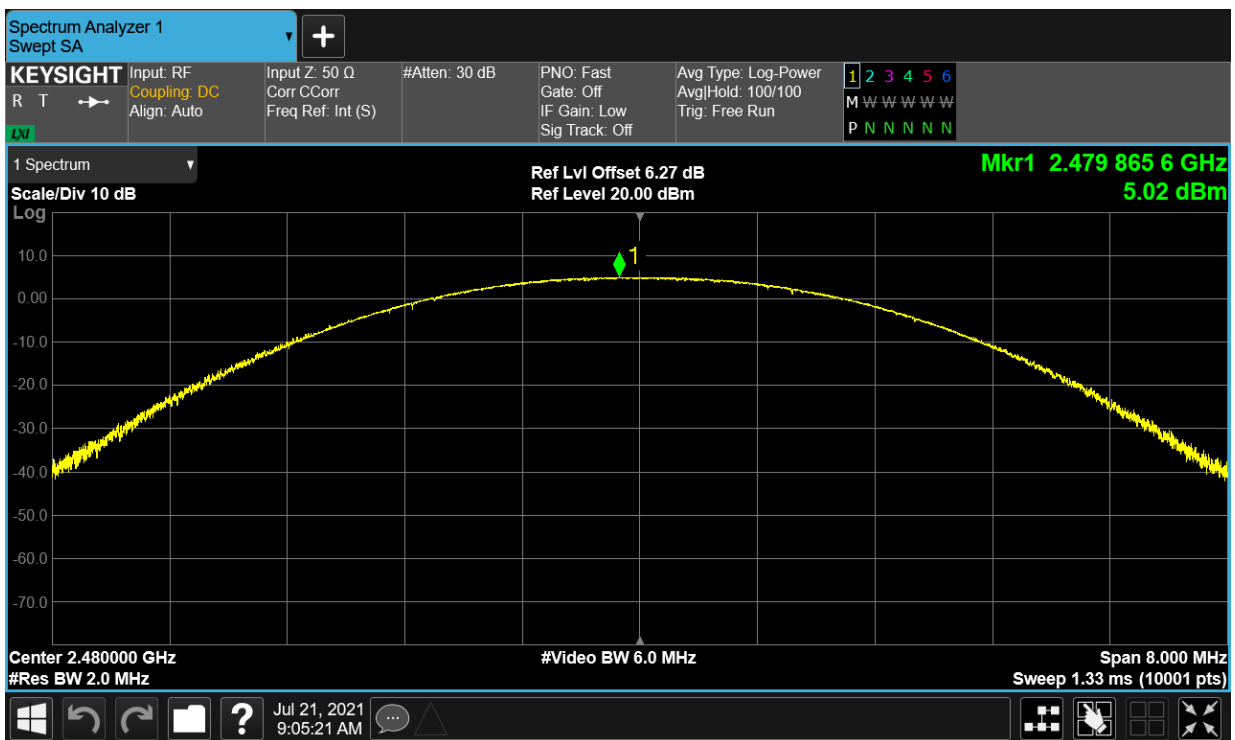 Spectrum Analyzer 1
Swept SA
KEYSIGHT
R T
LXI
Input: RF
Coupling: DC
Align: Auto
Input Z: 50 Ω
Corr CCorr
Freq Ref: Int (S)
#Atten: 30 dB
PNO: Fast
Gate: Off
IF Gain: Low
Sig Track: Off
Avg Type: Log-Power
Avg|Hold: 100/100
Trig: Free Run
1 2 3 4 5 6
M W W W W W
P N N N N N
1 Spectrum
Scale/Div 10 dB
Log
Ref Lvl Offset 6.27 dB
Ref Level 20.00 dBm
Mkr1 2.479 865 6 GHz
5.02 dBm
1
10.0
0.00
-10.0
-20.0
-30.0
-40.0
-50.0
-60.0
-70.0
Center 2.480000 GHz
#Res BW 2.0 MHz
#Video BW 6.0 MHz
Span 8.000 MHz
Sweep 1.33 ms (10001 pts)
?
Jul 21, 2021
9:05:21 AM